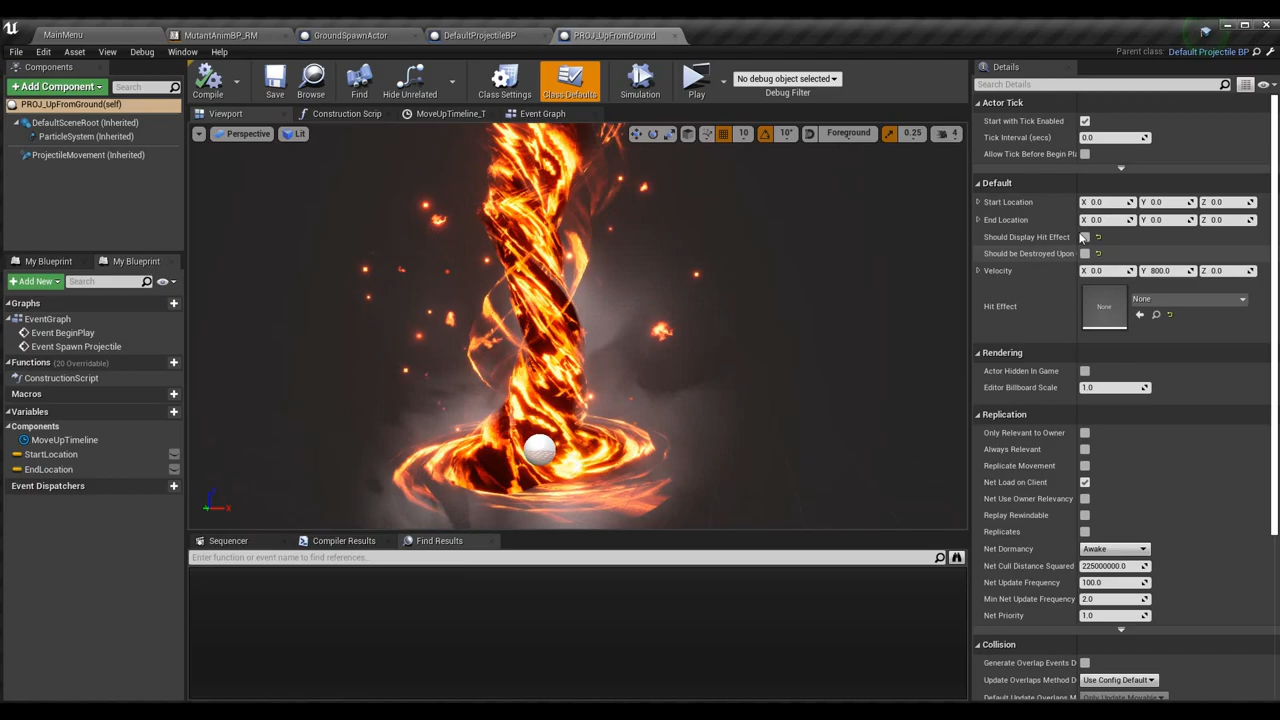 MainMenu MutantAnimBP_RM GroundSpawnActor DefaultProjectileBP PROJ_UpFromGround
File Edit Asset View Debug Window Help Parent class: Default Projectile BP
Components
+ Add Component Search
PROJ_UpFromGround(self)
DefaultSceneRoot (Inherited)
ParticleSystem (Inherited)
ProjectileMovement (Inherited)
My Blueprint My Blueprint
+ Add New Search
Graphs
EventGraph
Event BeginPlay
Event Spawn Projectile
Functions (20 Overridable)
ConstructionScript
Macros
Variables
Components
MoveUpTimeline
StartLocation
EndLocation
Event Dispatchers
Compile Save Browse Find Hide Unrelated Class Settings Class Defaults Simulation Play No debug object selected
Debug Filter
Viewport Construction Scrip MoveUpTimeline_T Event Graph
Perspective Lit 10 10° Foreground 0.25 4
Sequencer Compiler Results Find Results
Enter function or event name to find references...
Details
Search Details
Actor Tick
Start with Tick Enabled
Tick Interval (secs) 0.0
Allow Tick Before Begin Pl
Default
Start Location X 0.0 Y 0.0 Z 0.0
End Location X 0.0 Y 0.0 Z 0.0
Should Display Hit Effect
Should be Destroyed Upon
Velocity X 0.0 Y 800.0 Z 0.0
Hit Effect None None
Rendering
Actor Hidden In Game
Editor Billboard Scale 1.0
Replication
Only Relevant to Owner
Always Relevant
Replicate Movement
Net Load on Client
Net Use Owner Relevancy
Replay Rewindable
Replicates
Net Dormancy Awake
Net Cull Distance Squared 225000000.0
Net Update Frequency 100.0
Min Net Update Frequency 2.0
Net Priority 1.0
Collision
Generate Overlap Events D
Update Overlaps Method D Use Config Default
Default Update Overlaps M Only Update Movable